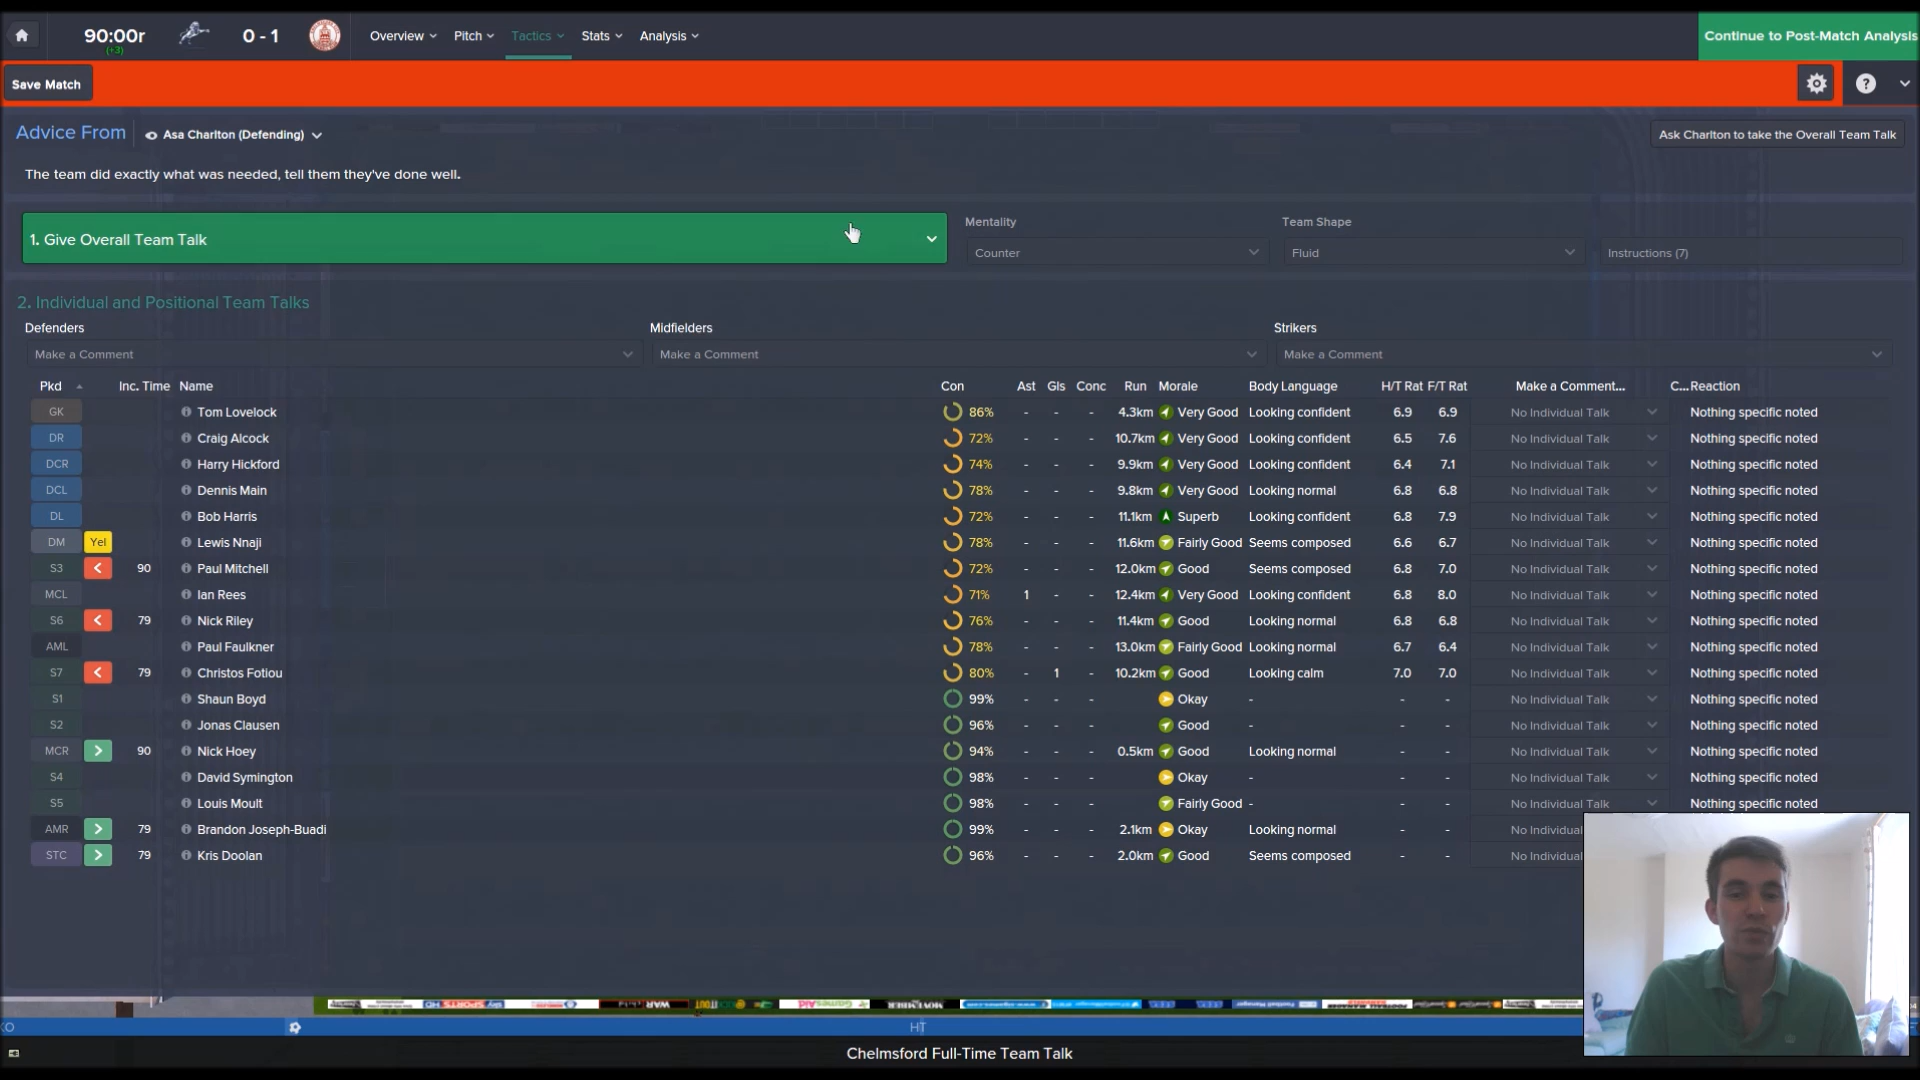 90:00r 0 - 1 Overview Pitch Tactics Stats Analysis Continue to Post-Match Analysis
(+3)
Save Match ?
Advice From Asa Charlton (Defending) Ask Charlton to take the Overall Team Talk
The team did exactly what was needed, tell them they've done well.
Mentality Team Shape
1. Give Overall Team Talk Counter Fluid Instructions (7)
2. Individual and Positional Team Talks
Defenders Midfielders Strikers
Make a Comment Make a Comment Make a Comment
Pkd Inc. Time Name Con Ast Gls Conc Run Morale Body Language H/T Rat F/T Rat Make a Comment... C... Reaction
GK Tom Lovelock 86% - - - 4.3km Very Good Looking confident 6.9 6.9 No Individual Talk Nothing specific noted
DR Craig Alcock 72% - - - 10.7km Very Good Looking confident 6.5 7.6 No Individual Talk Nothing specific noted
DCR Harry Hickford 74% - - - 9.9km Very Good Looking confident 6.4 7.1 No Individual Talk Nothing specific noted
DCL Dennis Main 78% - - - 9.8km Very Good Looking normal 6.8 6.8 No Individual Talk Nothing specific noted
DL Bob Harris 72% - - - 11.1km Superb Looking confident 6.8 7.9 No Individual Talk Nothing specific noted
DM Yel Lewis Nnaji 78% - - - 11.6km Fairly Good Seems composed 6.6 6.7 No Individual Talk Nothing specific noted
S3 90 Paul Mitchell 72% - - - 12.0km Good Seems composed 6.8 7.0 No Individual Talk Nothing specific noted
MCL Ian Rees 71% 1 - - 12.4km Very Good Looking confident 6.8 8.0 No Individual Talk Nothing specific noted
S6 79 Nick Riley 76% - - - 11.4km Good Looking normal 6.8 6.8 No Individual Talk Nothing specific noted
AML Paul Faulkner 78% - - - 13.0km Fairly Good Looking normal 6.7 6.4 No Individual Talk Nothing specific noted
S7 79 Christos Fotiou 80% - 1 - 10.2km Good Looking calm 7.0 7.0 No Individual Talk Nothing specific noted
S1 Shaun Boyd 99% - - - Okay - - - No Individual Talk Nothing specific noted
S2 Jonas Clausen 96% - - - Good - - - No Individual Talk Nothing specific noted
MCR 90 Nick Hoey 94% - - - 0.5km Good Looking normal - - No Individual Talk Nothing specific noted
S4 David Symington 98% - - - Okay - - - No Individual Talk Nothing specific noted
S5 Louis Moult 98% - - - Fairly Good - - - No Individual Talk Nothing specific noted
AMR 79 Brandon Joseph-Buadi 99% - - - 2.1km Okay Looking normal - - No Individual
STC 79 Kris Doolan 96% - - - 2.0km Good Seems composed - - No Individual
HT
Chelmsford Full-Time Team Talk